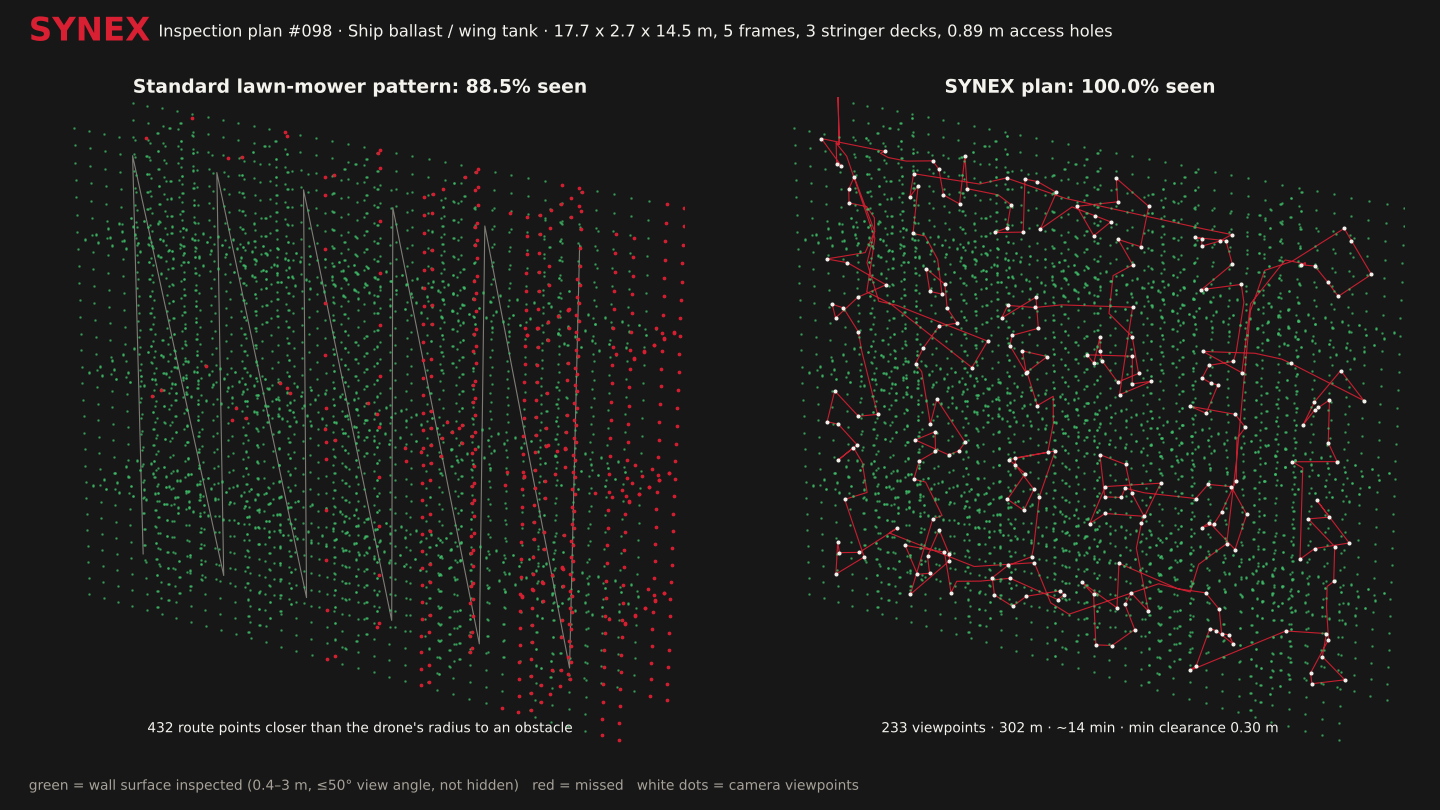 SYNEX Inspection plan #098 · Ship ballast / wing tank · 17.7 x 2.7 x 14.5 m, 5 frames, 3 stringer decks, 0.89 m access holes
Standard lawn-mower pattern: 88.5% seen
SYNEX plan: 100.0% seen
432 route points closer than the drone's radius to an obstacle
233 viewpoints · 302 m · ~14 min · min clearance 0.30 m
green = wall surface inspected (0.4–3 m, ≤50° view angle, not hidden)   red = missed   white dots = camera viewpoints